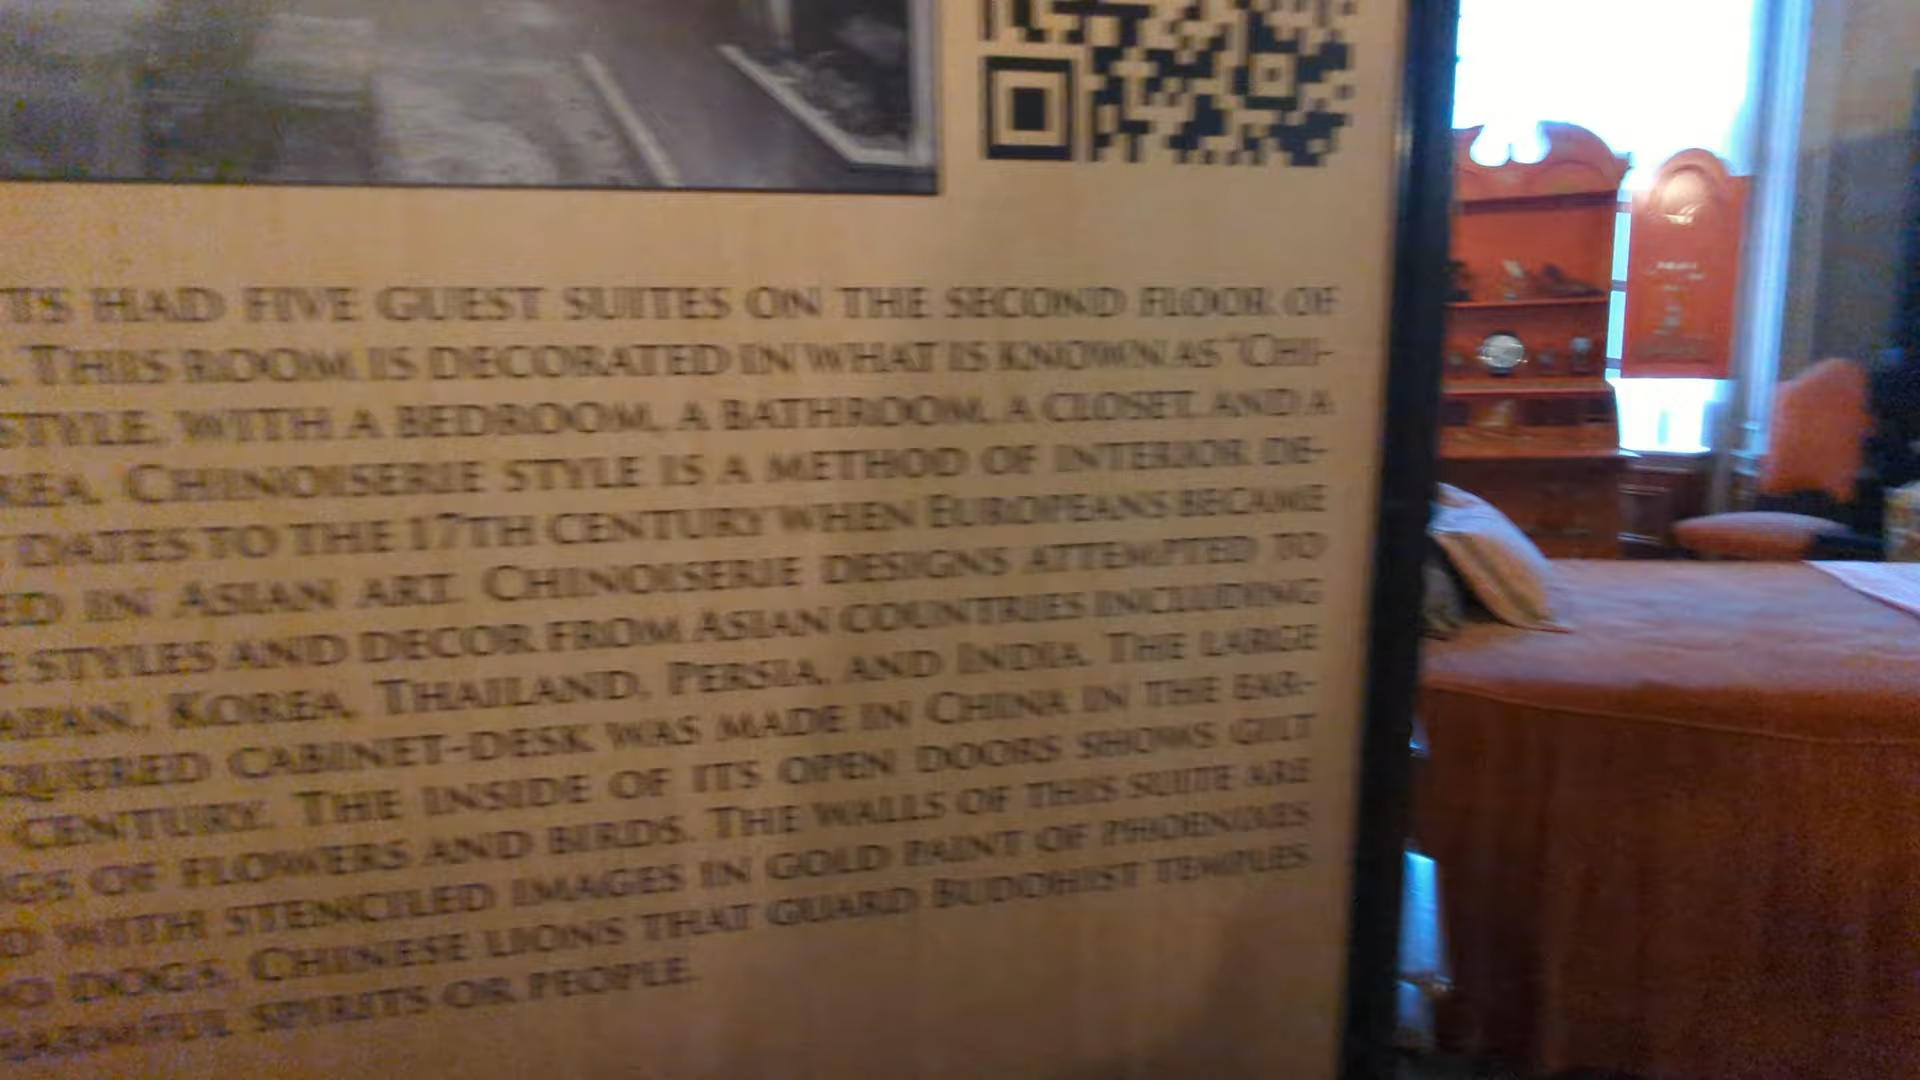 TS HAD FIVE GUEST SUITES ON THE SECOND FLOOR OF
. THIS ROOM IS DECORATED IN WHAT IS KNOWN AS "CHI-
STYLE, WITH A BEDROOM, A BATHROOM, A CLOSET, AND A
REA. CHINOISERIE STYLE IS A METHOD OF INTERIOR DE-
DATES TO THE 17TH CENTURY WHEN EUROPEANS BECAME
ED IN ASIAN ART. CHINOISERIE DESIGNS ATTEMPTED TO
E STYLES AND DECOR FROM ASIAN COUNTRIES INCLUDING
APAN, KOREA, THAILAND, PERSIA, AND INDIA. THE LARGE
QUERED CABINET-DESK WAS MADE IN CHINA IN THE EAR-
CENTURY. THE INSIDE OF ITS OPEN DOORS SHOWS GILT
GS OF FLOWERS AND BIRDS. THE WALLS OF THIS SUITE ARE
D WITH STENCILED IMAGES IN GOLD PAINT OF PHOENIXES
O DOGS, CHINESE LIONS THAT GUARD BUDDHIST TEMPLES
HARMFUL SPIRITS OR PEOPLE.